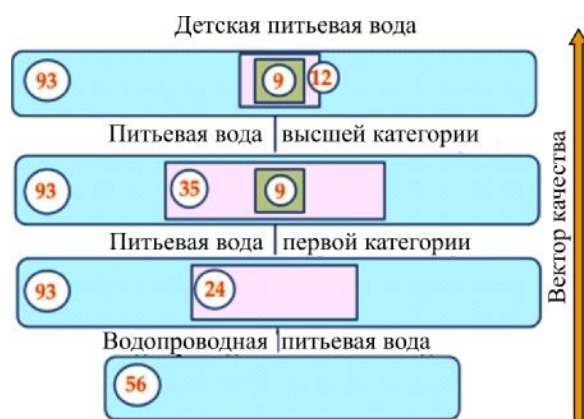 Детская питьевая вода
93 9 12
Питьевая вода высшей категории
93 35 9
Питьевая вода первой категории
93 24
Водопроводная питьевая вода
56
Вектор качества